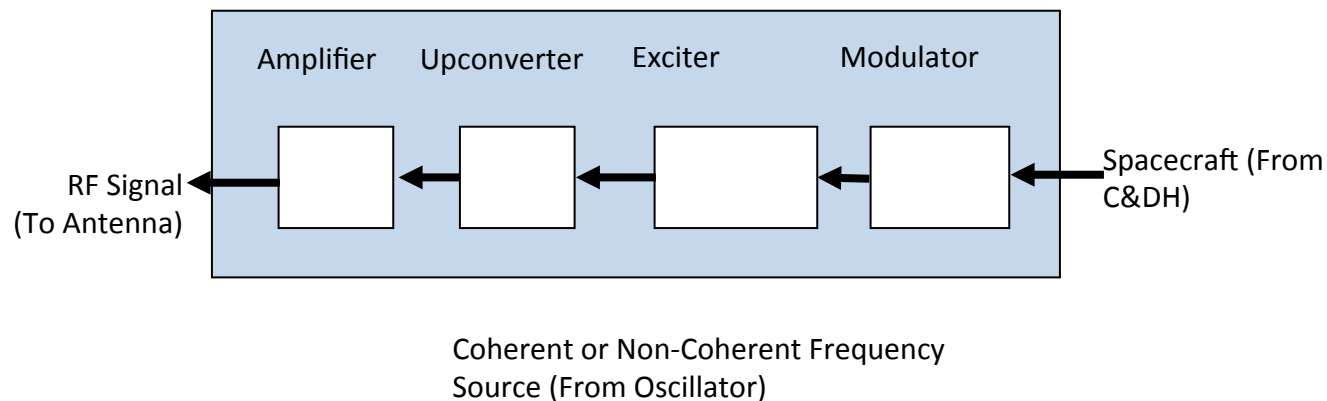 Amplifier Upconverter Exciter Modulator
RF Signal
(To Antenna)
Spacecraft (From
C&DH)
Coherent or Non-Coherent Frequency
Source (From Oscillator)